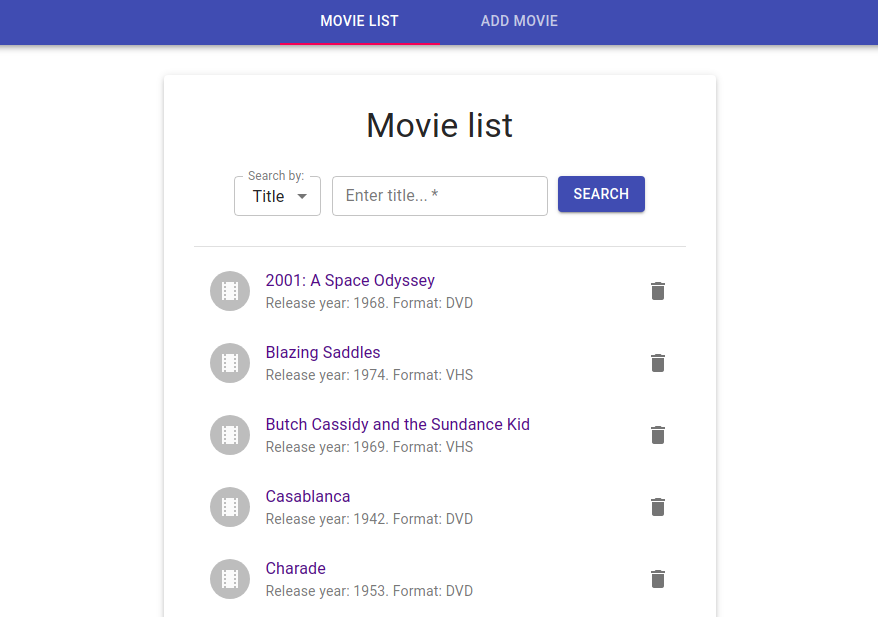 MOVIE LIST
ADD MOVIE
Movie list
Search by:
Title
Enter title... *
SEARCH
2001: A Space Odyssey
Release year: 1968. Format: DVD
Blazing Saddles
Release year: 1974. Format: VHS
Butch Cassidy and the Sundance Kid
Release year: 1969. Format: VHS
Casablanca
Release year: 1942. Format: DVD
Charade
Release year: 1953. Format: DVD